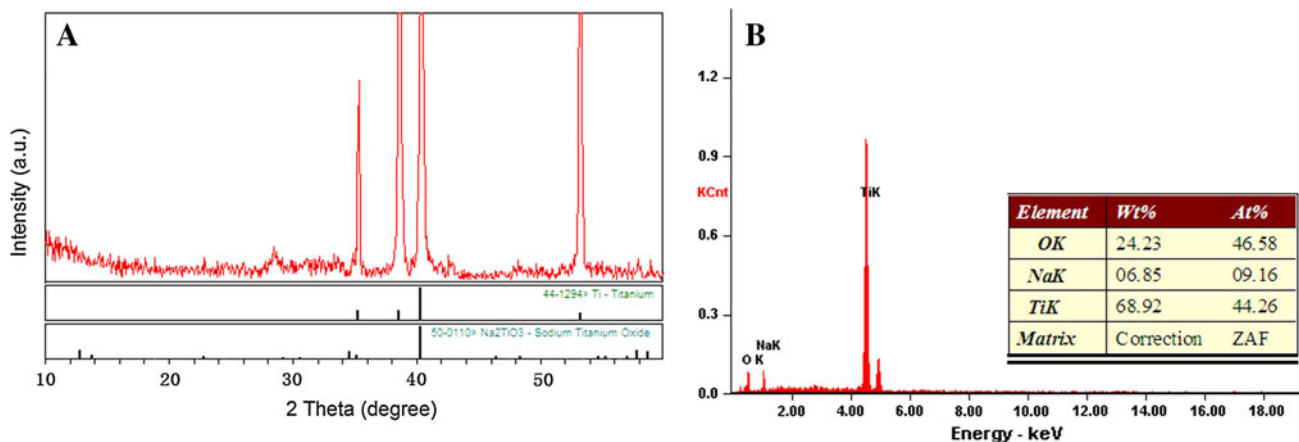 A
Intensity (a.u.)
44-1294> Ti - Titanium
50-0110> Na2TiO3 - Sodium Titanium Oxide
10 20 30 40 50
2 Theta (degree)
B
1.2
0.9
KCnt
0.6
0.3
0.0
TiK
O K
NaK
2.00 4.00 6.00 8.00 10.00 12.00 14.00 16.00 18.00
Energy - keV
Element Wt% At%
OK 24.23 46.58
NaK 06.85 09.16
TiK 68.92 44.26
Matrix Correction ZAF